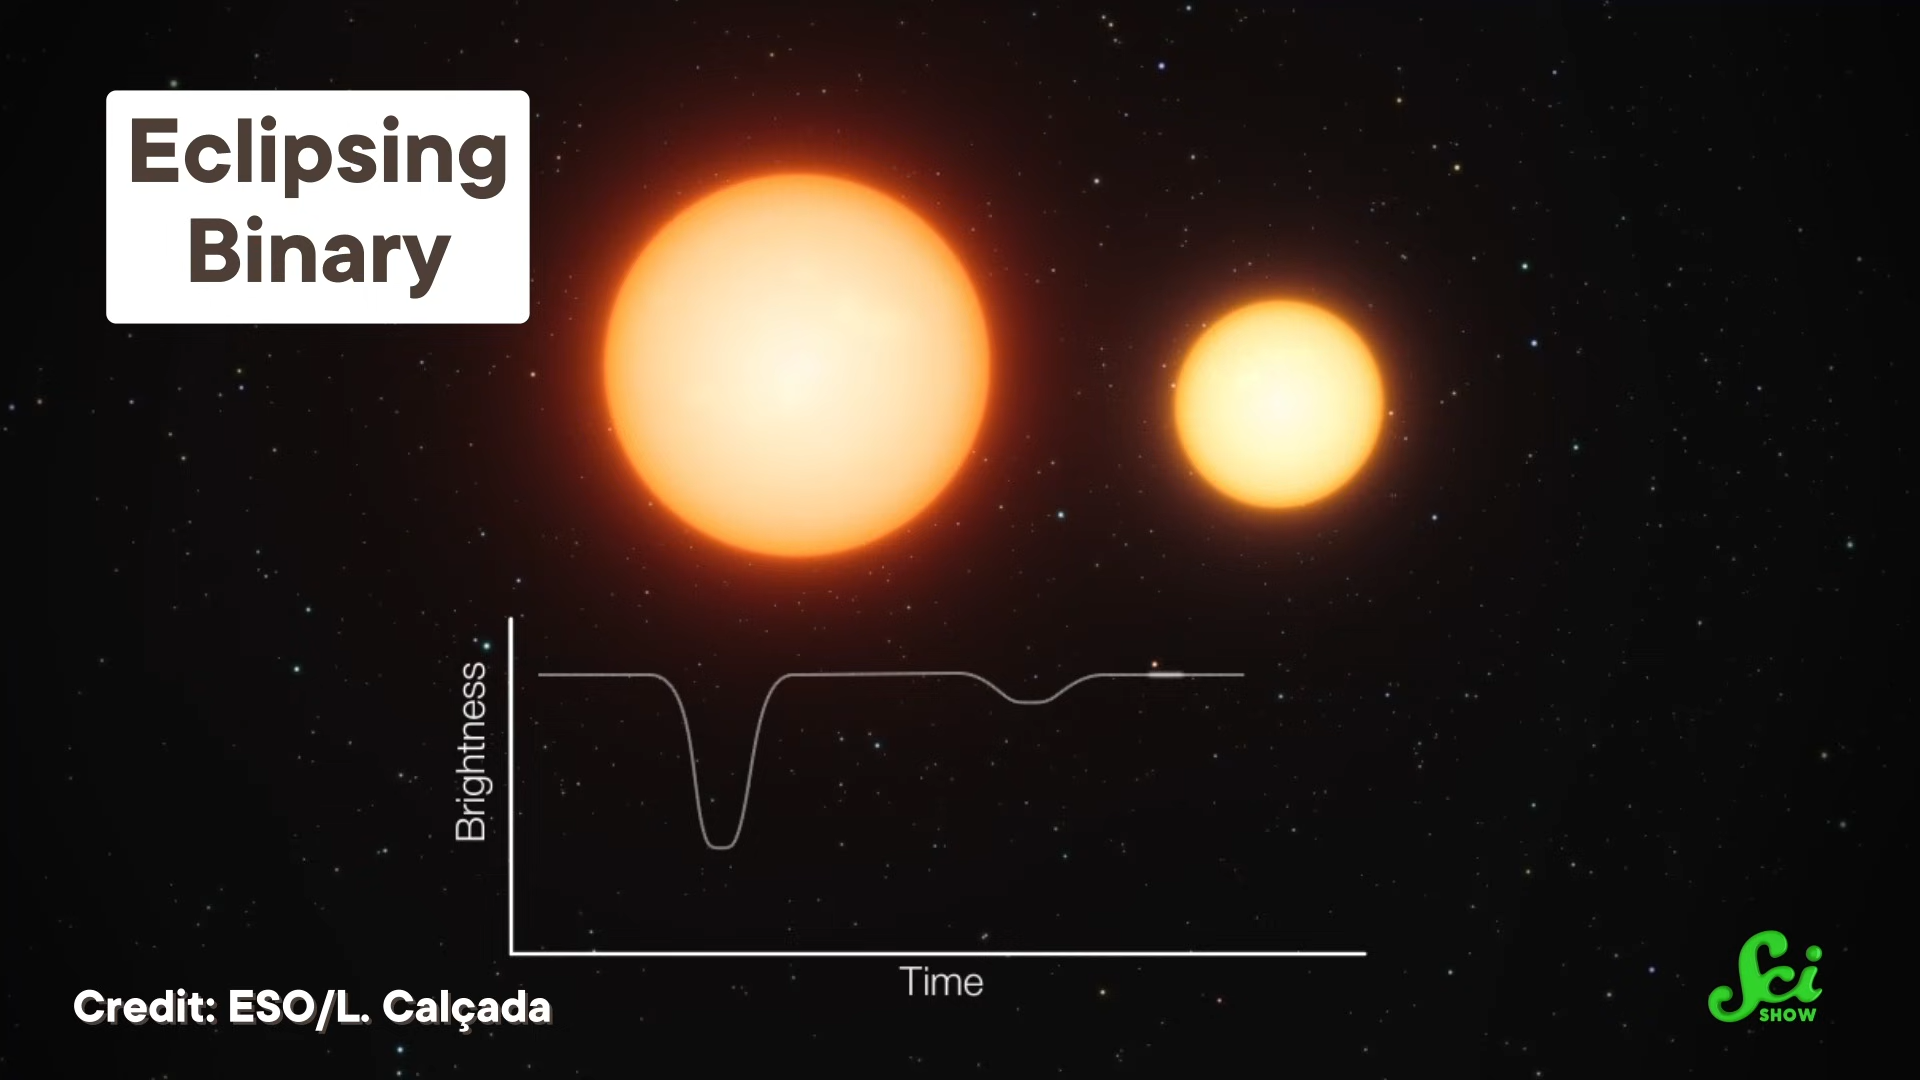 Eclipsing
Binary
Brightness
Time
Credit: ESO/L. Calçada
Sci
SHOW